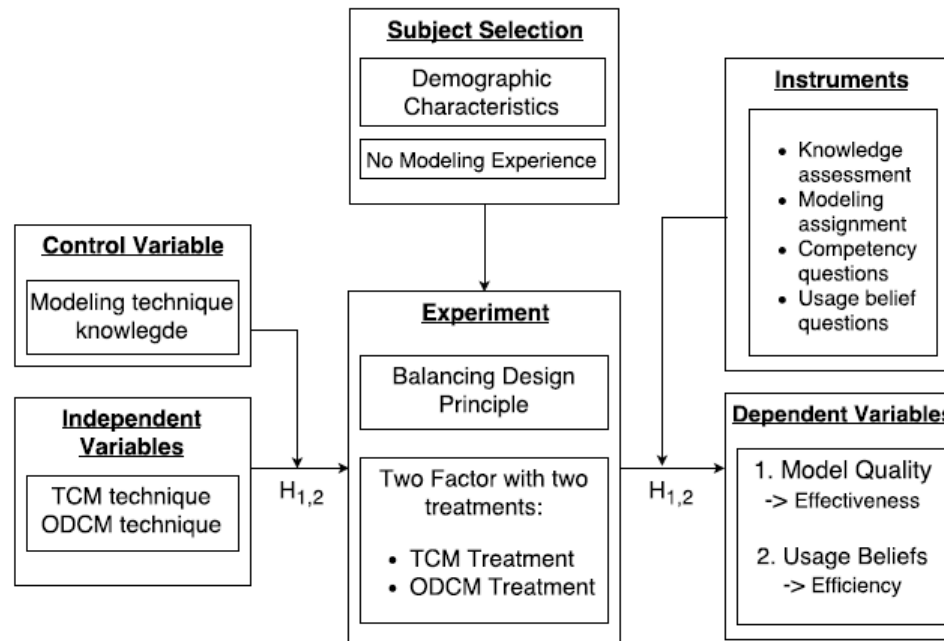 Subject Selection
Demographic
Characteristics
No Modeling Experience
Instruments
• Knowledge
assessment
• Modeling
assignment
• Competency
questions
• Usage belief
questions
Control Variable
Modeling technique
knowlegde
Independent
Variables
TCM technique
ODCM technique
H1,2
Experiment
Balancing Design
Principle
Two Factor with two
treatments:
• TCM Treatment
• ODCM Treatment
H1,2
Dependent Variables
1. Model Quality
-> Effectiveness
2. Usage Beliefs
-> Efficiency